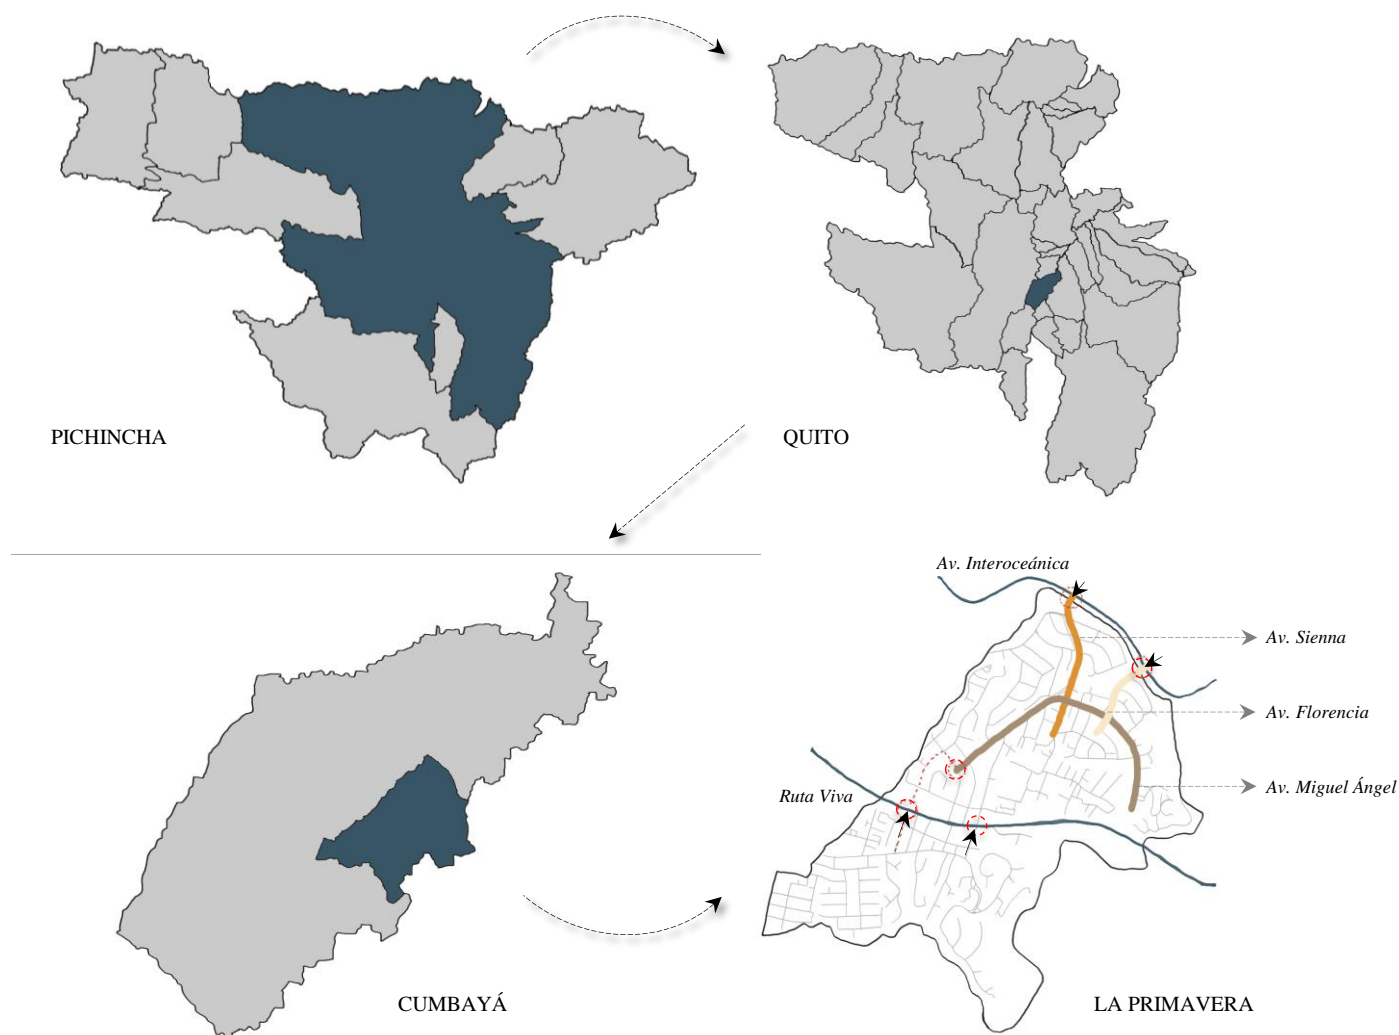 PICHINCHA
QUITO
Av. Interoceánica
Av. Sienna
Av. Florencia
Av. Miguel Ángel
Ruta Viva
CUMBAYÁ
LA PRIMAVERA